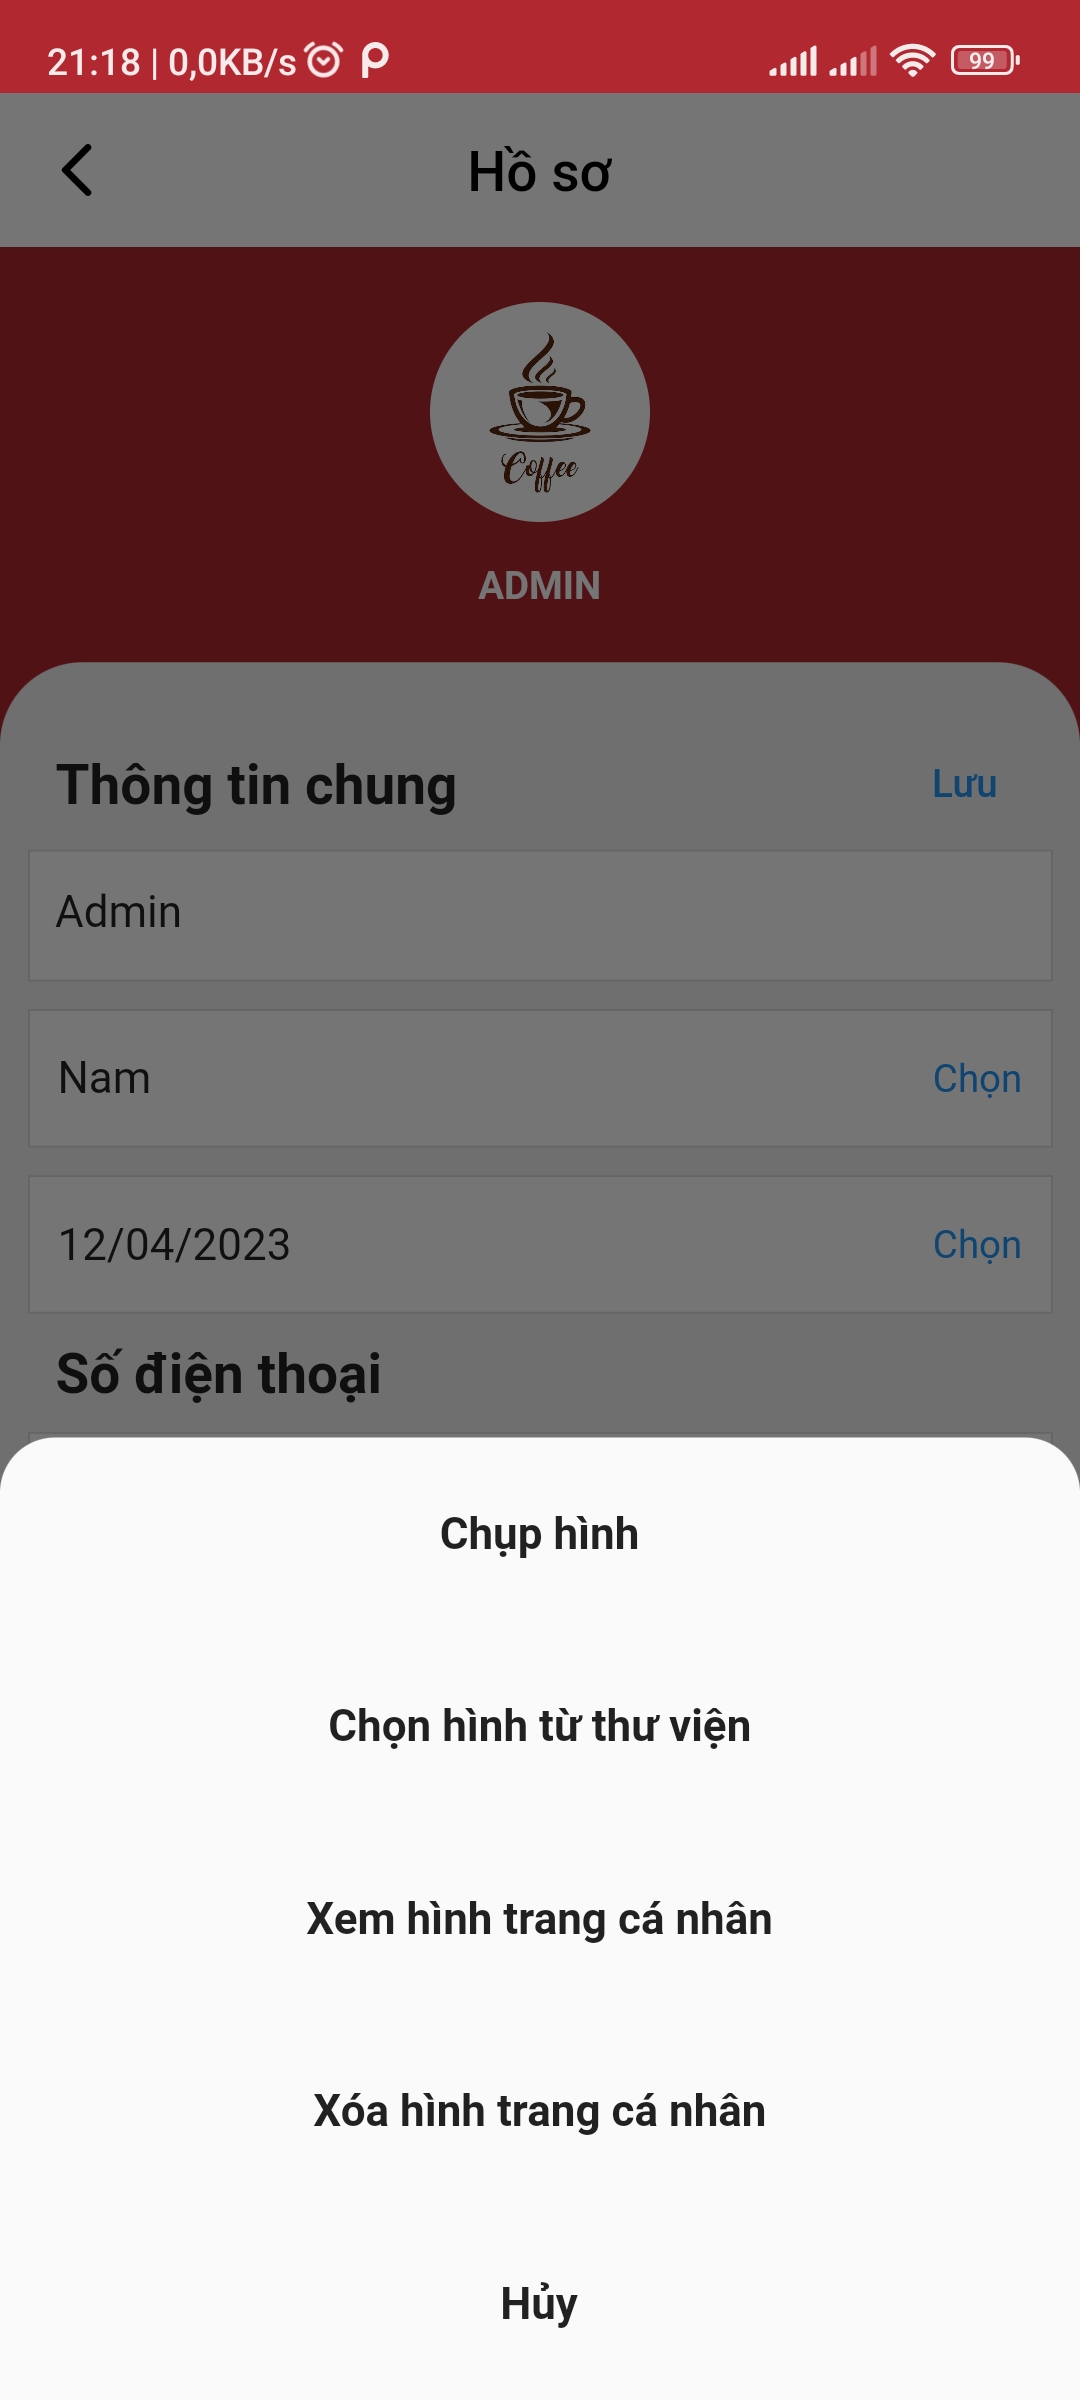 21:18 | 0,0KB/s
99
Hồ sơ
Coffee
ADMIN
Thông tin chung
Lưu
Admin
Nam
Chọn
12/04/2023
Chọn
Số điện thoại
Chụp hình
Chọn hình từ thư viện
Xem hình trang cá nhân
Xóa hình trang cá nhân
Hủy